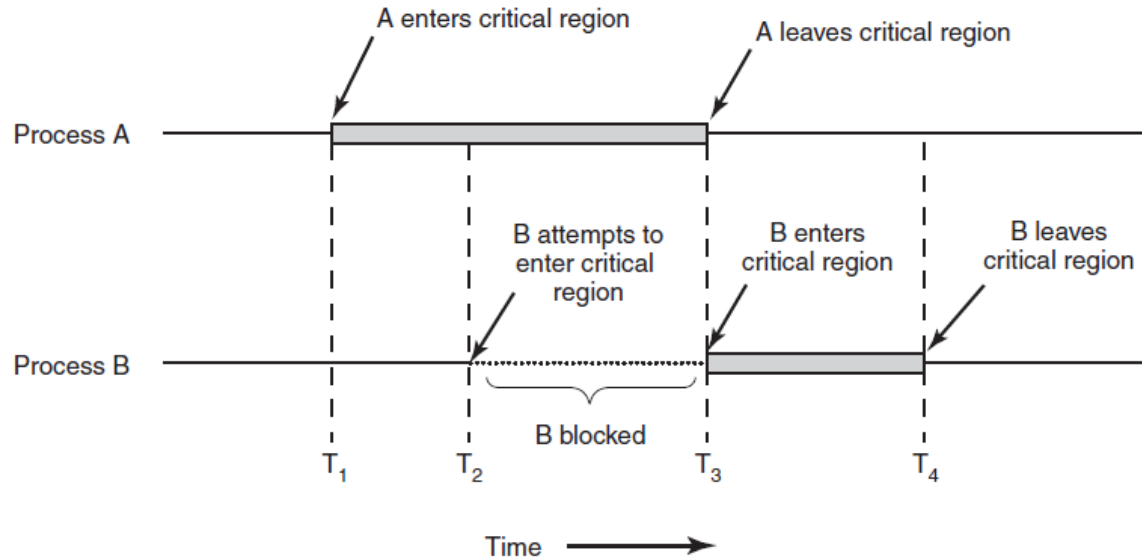 A enters critical region
A leaves critical region
Process A
B attempts to
enter critical
region
B enters
critical region
B leaves
critical region
Process B
B blocked
T₁
T₂
T₃
T₄
Time